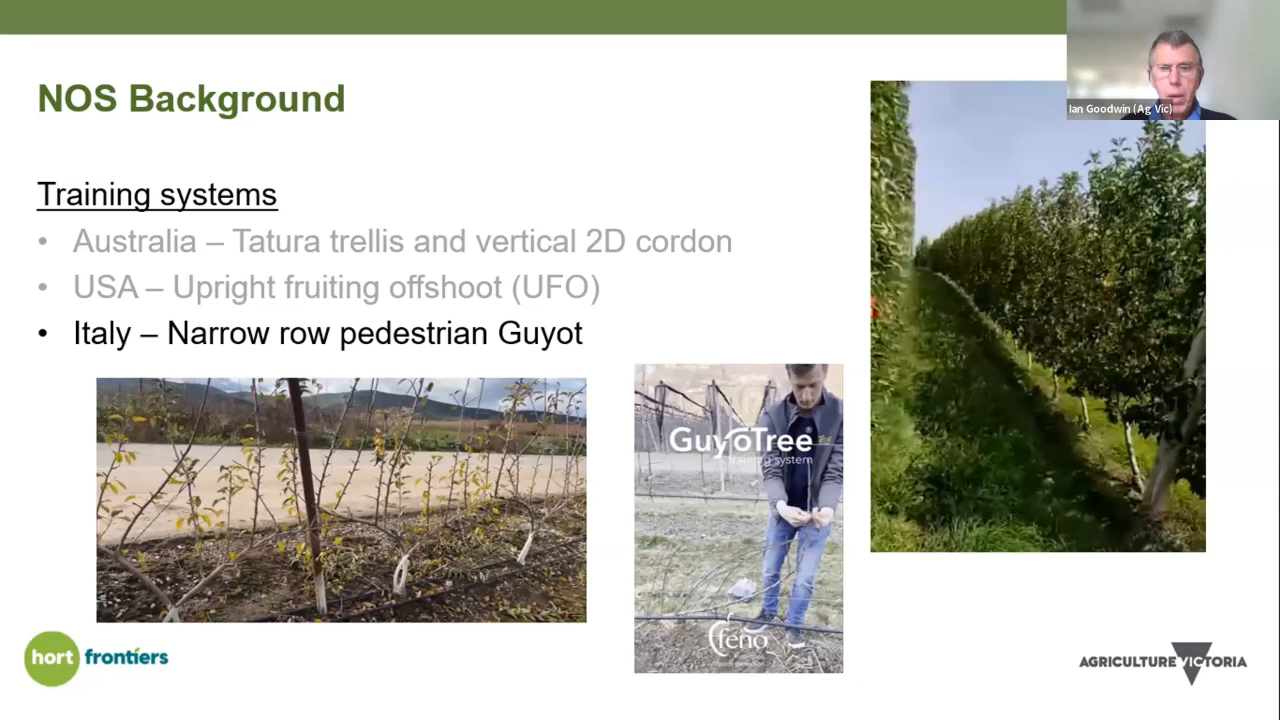 Ian Goodwin (Ag Vic)
NOS Background
Training systems
• Australia – Tatura trellis and vertical 2D cordon
• USA – Upright fruiting offshoot (UFO)
• Italy – Narrow row pedestrian Guyot
GuyoTree
training system
feno
hort frontiers
AGRICULTURE VICTORIA